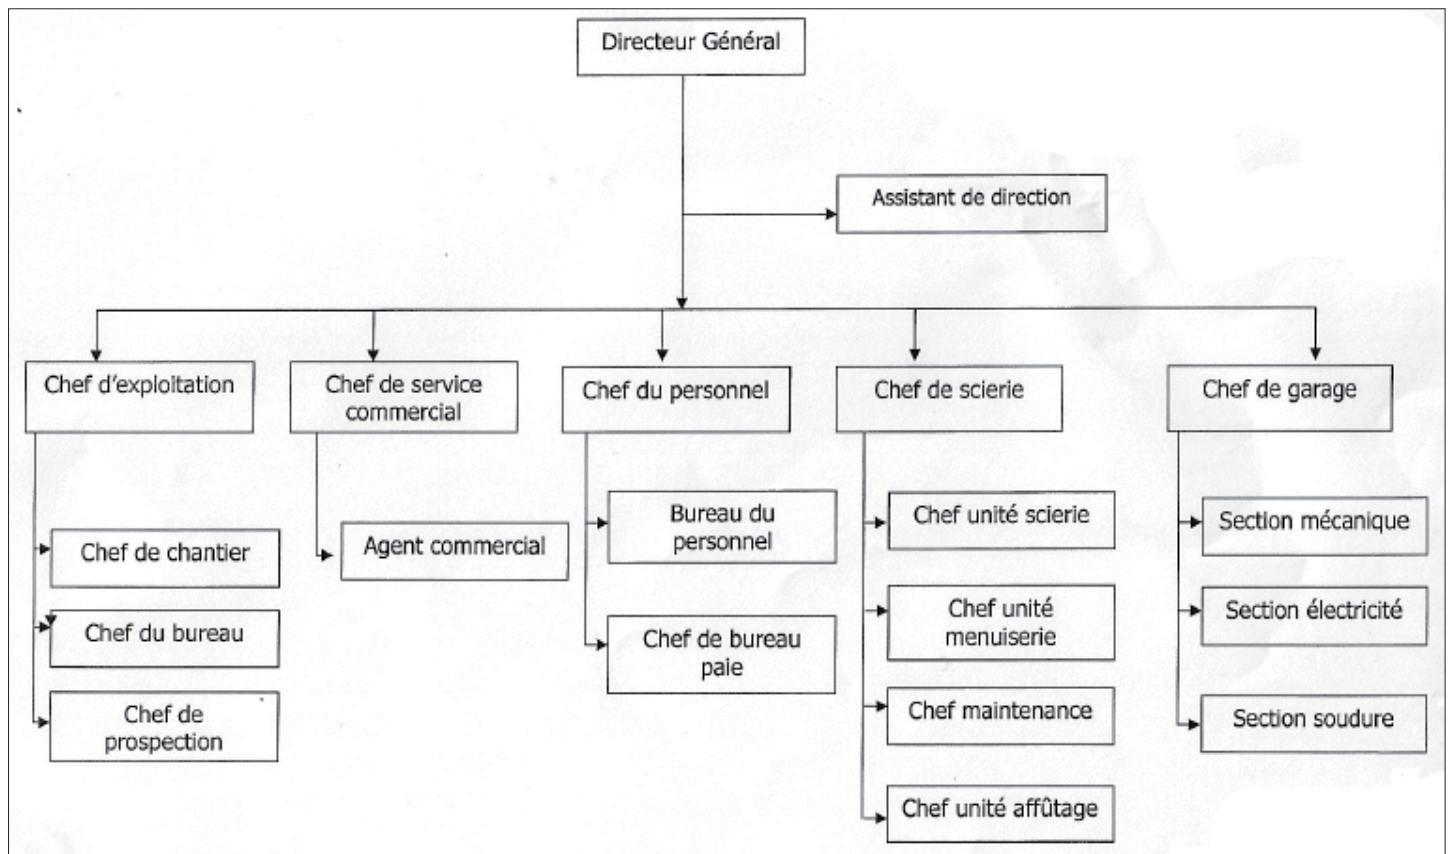 Directeur Général
Assistant de direction
Chef d'exploitation
Chef de service
commercial
Chef du personnel
Chef de scierie
Chef de garage
Chef de chantier
Chef du bureau
Chef de
prospection
Agent commercial
Bureau du
personnel
Chef de bureau
paie
Chef unité scierie
Chef unité
menuiserie
Chef maintenance
Chef unité affûtage
Section mécanique
Section électricité
Section soudure